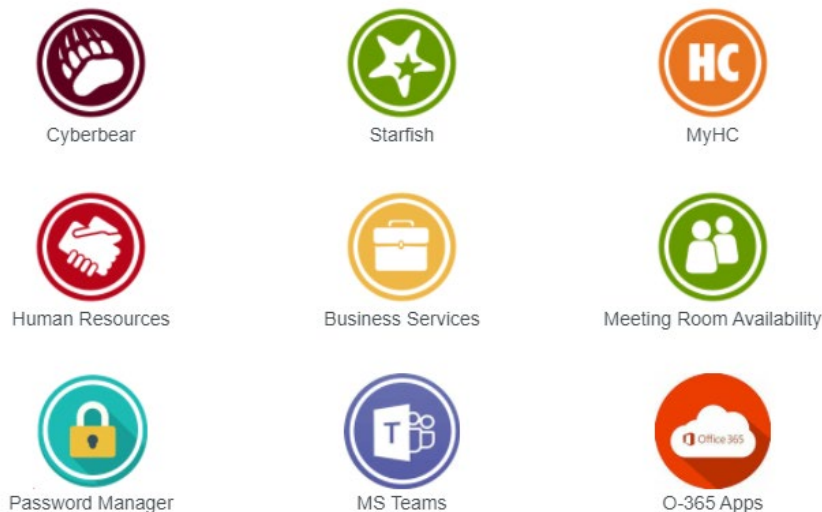 HC
Cyberbear
Starfish
MyHC
Human Resources
Business Services
Meeting Room Availability
T
Office 365
Password Manager
MS Teams
O-365 Apps